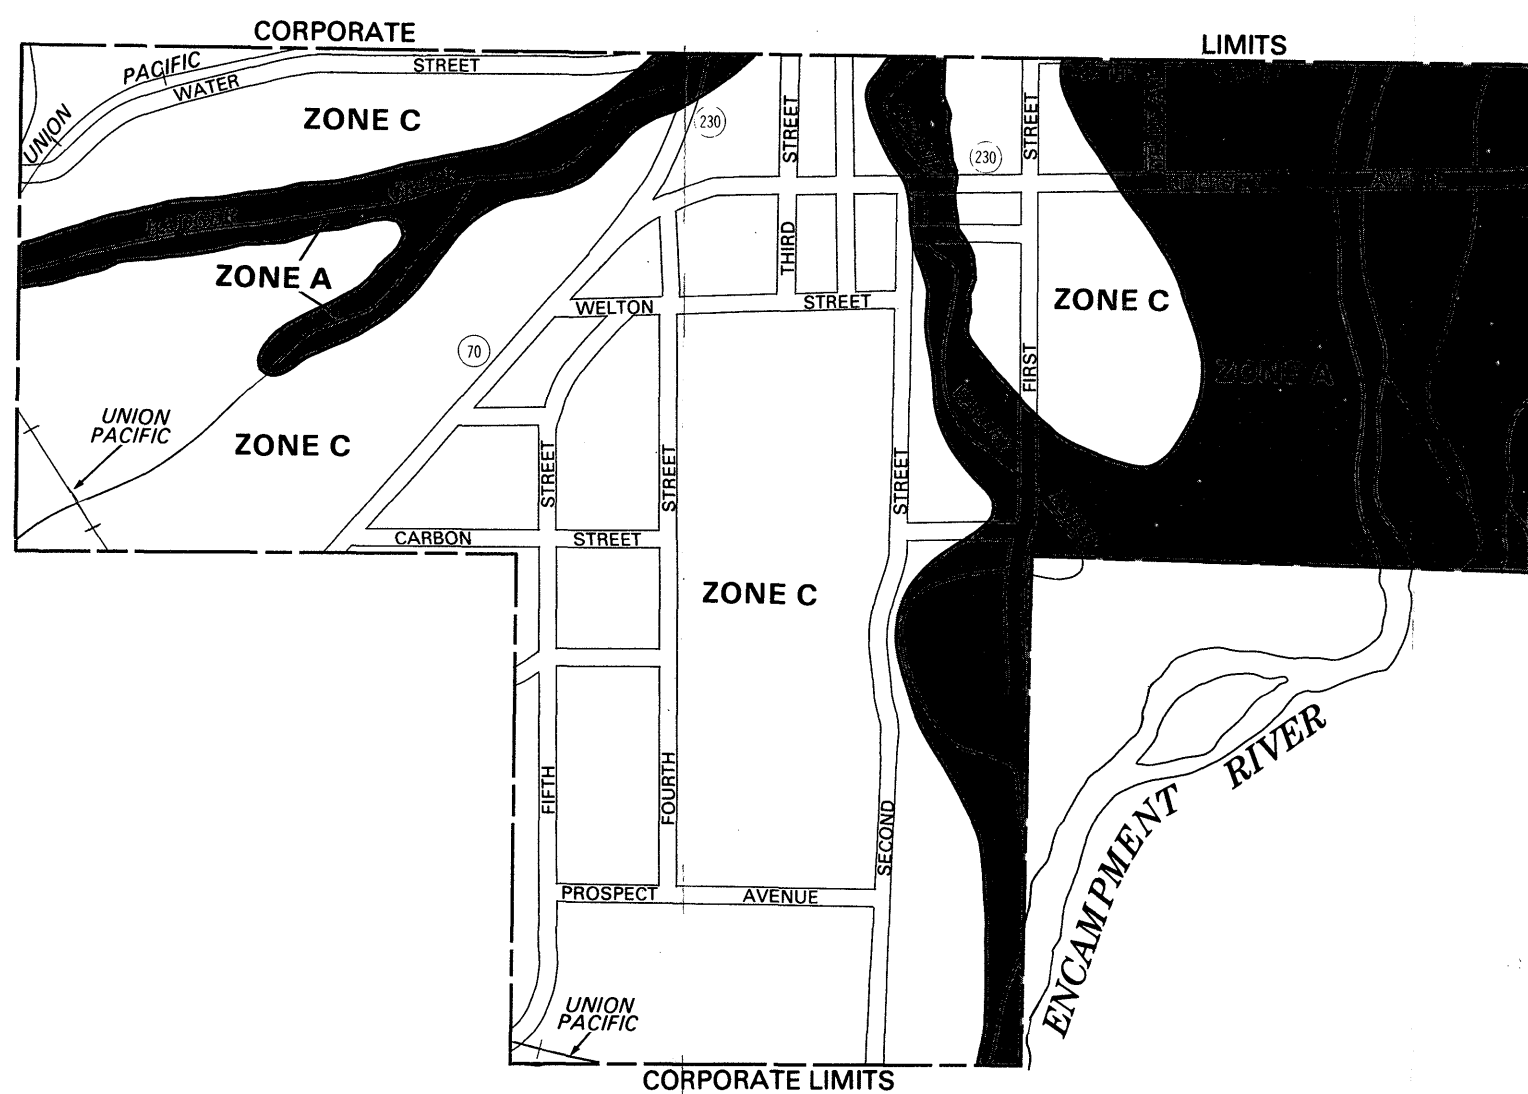 CORPORATE
LIMITS
UNION
PACIFIC
WATER
STREET
ZONE C
230
STREET
STREET
230
ZONE A
THIRD
ZONE C
WELTON
STREET
70
FIRST
ZONE A
UNION
PACIFIC
ZONE C
STREET
STREET
STREET
CARBON
STREET
ZONE C
FIFTH
FOURTH
SECOND
PROSPECT
AVENUE
ENCAMPMENT
RIVER
UNION
PACIFIC
CORPORATE LIMITS